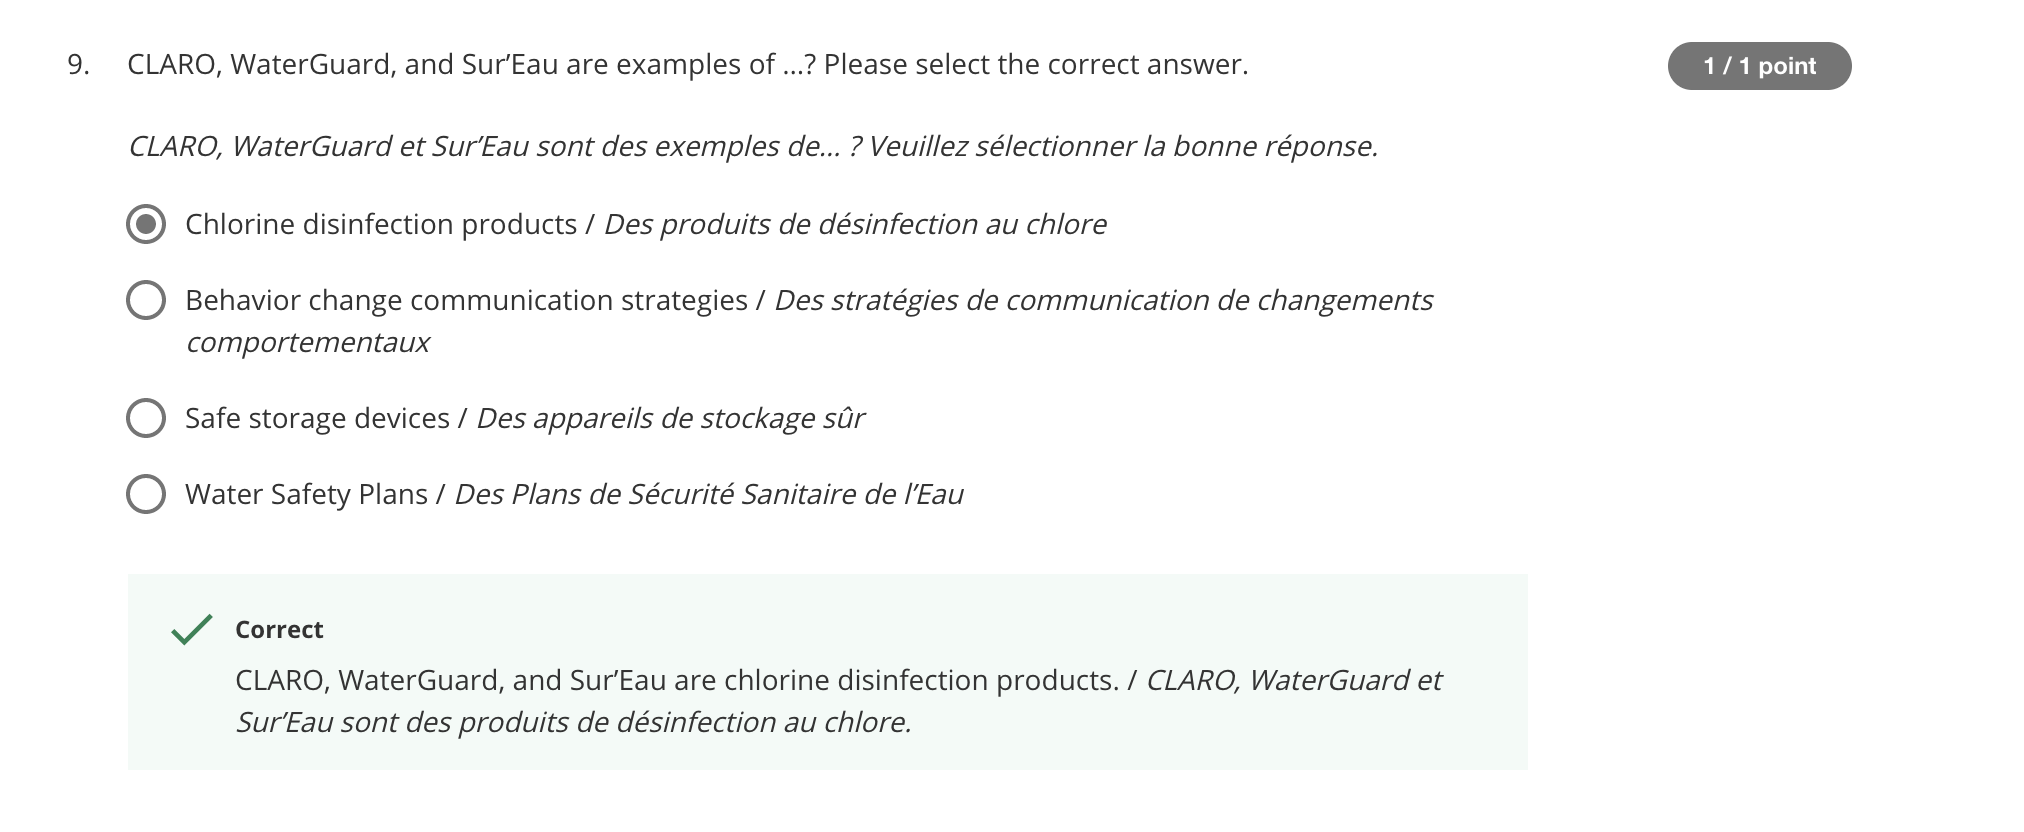 9. CLARO, WaterGuard, and Sur’Eau are examples of ...? Please select the correct answer.
1 / 1 point
CLARO, WaterGuard et Sur’Eau sont des exemples de... ? Veuillez sélectionner la bonne réponse.
Chlorine disinfection products / Des produits de désinfection au chlore
Behavior change communication strategies / Des stratégies de communication de changements
comportementaux
Safe storage devices / Des appareils de stockage sûr
Water Safety Plans / Des Plans de Sécurité Sanitaire de l’Eau
Correct
CLARO, WaterGuard, and Sur’Eau are chlorine disinfection products. / CLARO, WaterGuard et
Sur’Eau sont des produits de désinfection au chlore.